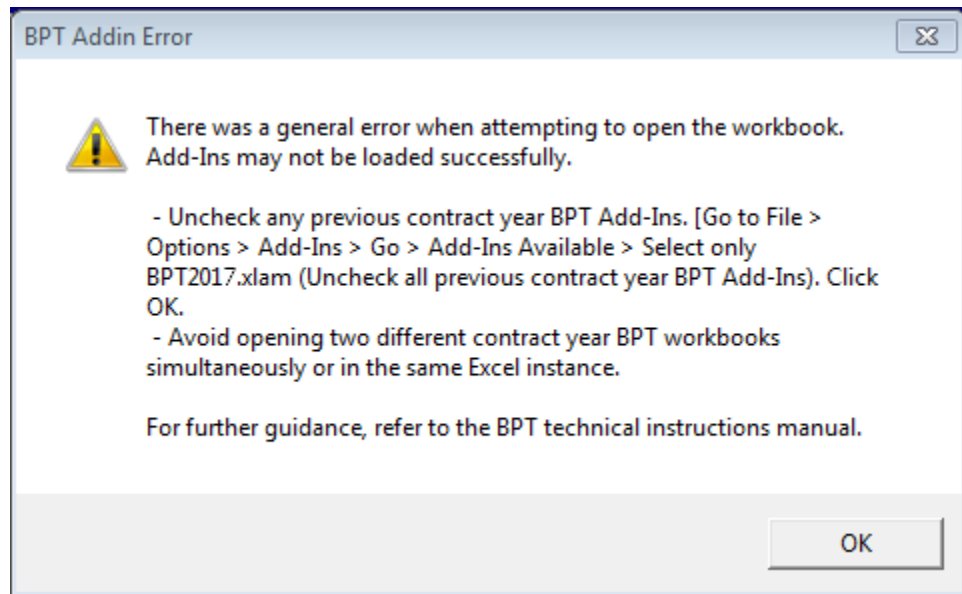 BPT Addin Error
There was a general error when attempting to open the workbook.
Add-Ins may not be loaded successfully.
- Uncheck any previous contract year BPT Add-Ins. [Go to File >
Options > Add-Ins > Go > Add-Ins Available > Select only
BPT2017.xlam (Uncheck all previous contract year BPT Add-Ins). Click
OK.
- Avoid opening two different contract year BPT workbooks
simultaneously or in the same Excel instance.
For further guidance, refer to the BPT technical instructions manual.
OK